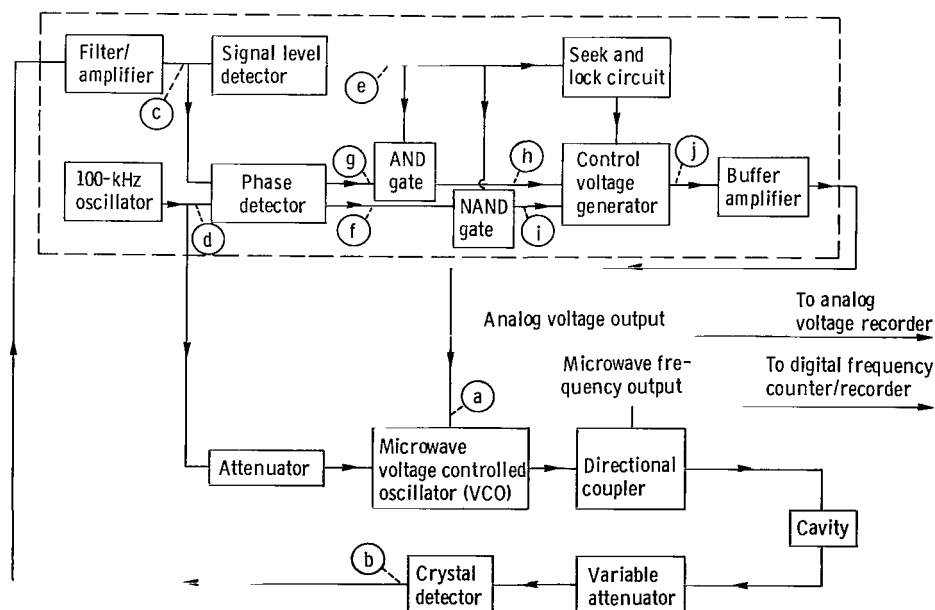 Filter/
amplifier
Signal level
detector
Seek and
lock circuit
c
e
100-kHz
oscillator
Phase
detector
g
AND
gate
h
Control
voltage
generator
j
Buffer
amplifier
d
f
NAND
gate
i
Analog voltage output
To analog
voltage recorder
Microwave fre-
quency output
To digital frequency
counter/recorder
a
Attenuator
Microwave
voltage controlled
oscillator (VCO)
Directional
coupler
Cavity
b
Crystal
detector
Variable
attenuator